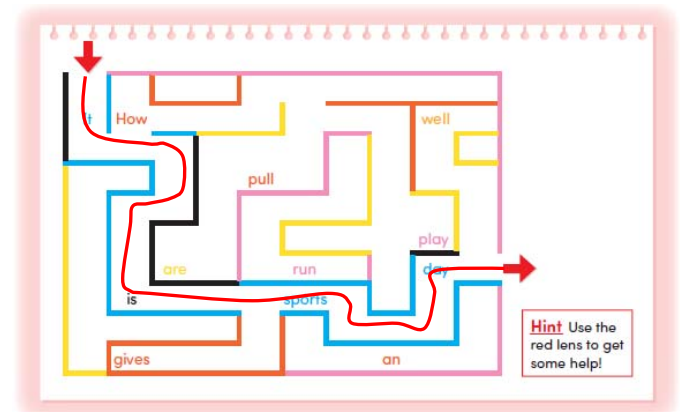 it How
well
pull
play
are
run
day
is
sports
gives
an
Hint Use the
red lens to get
some help!